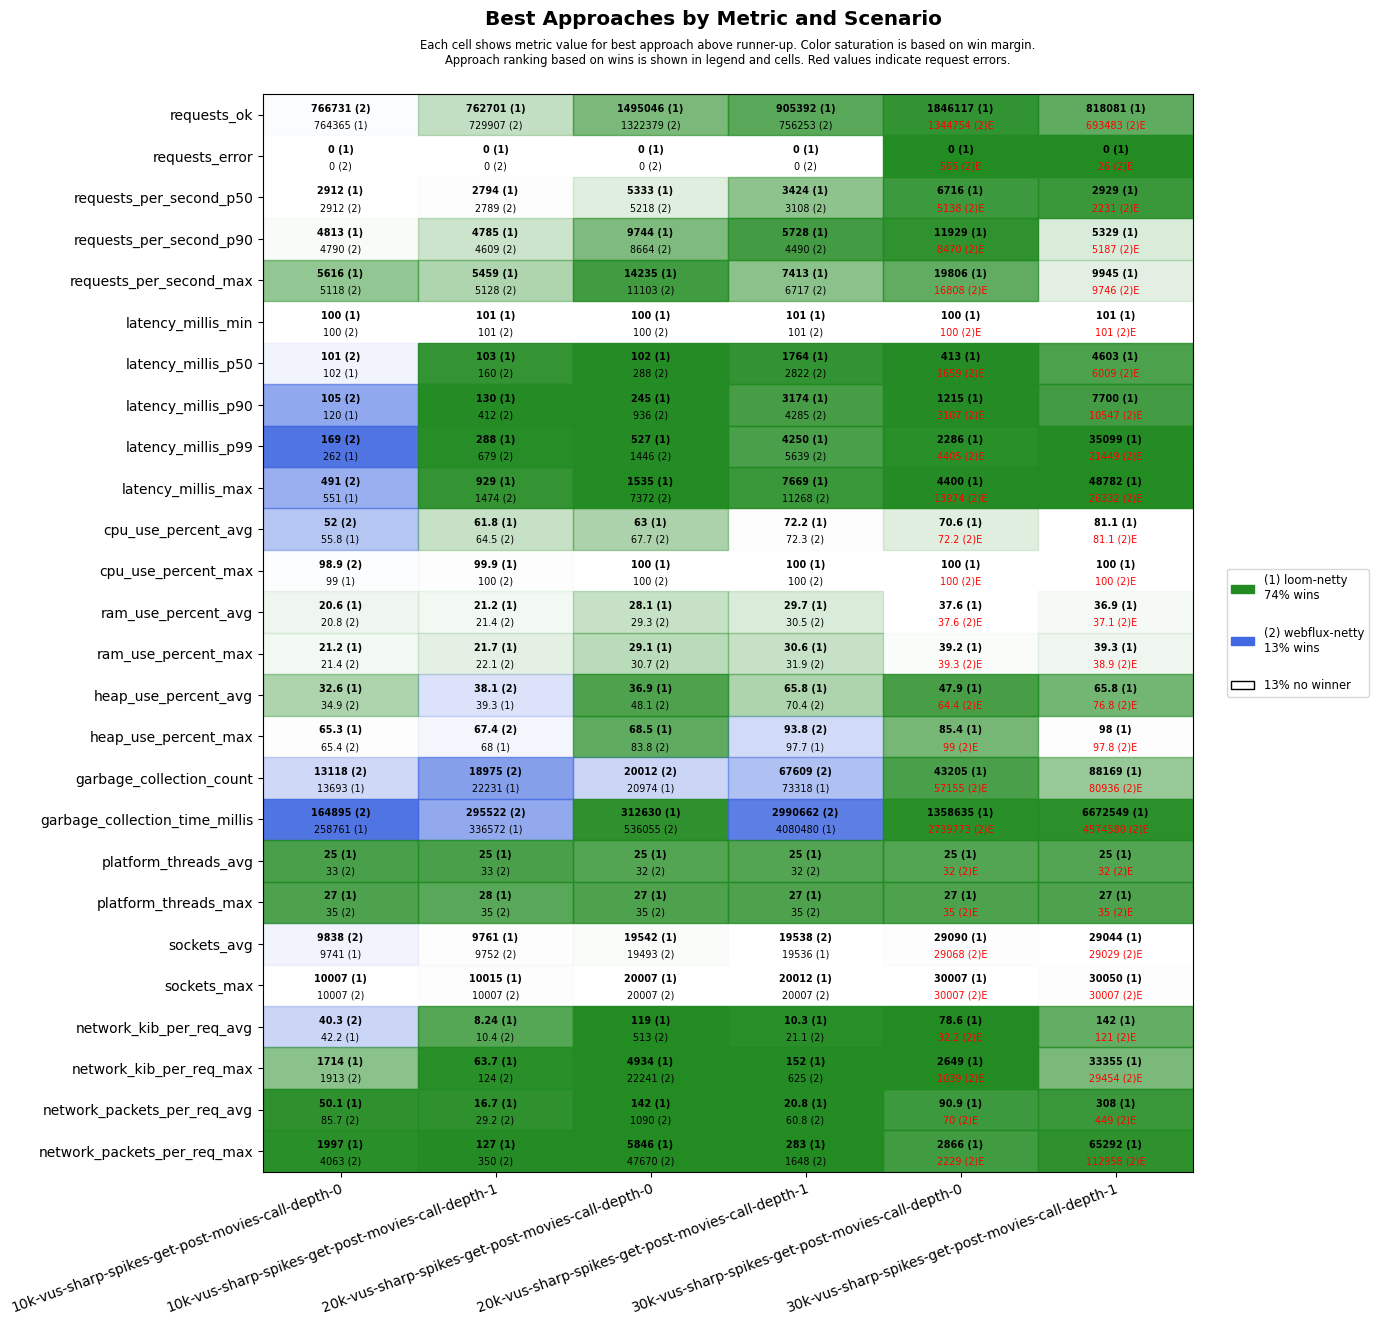 Best Approaches by Metric and Scenario
Each cell shows metric value for best approach above runner-up. Color saturation is based on win margin.
Approach ranking based on wins is shown in legend and cells. Red values indicate request errors.
requests_ok
766731 (2) 762701 (1) 1495046 (1) 905392 (1) 1846117 (1) 818081 (1)
764365 (1) 729907 (2) 1322379 (2) 756253 (2) 1344754 (2)E 693483 (2)E
requests_error
0 (1) 0 (1) 0 (1) 0 (1) 0 (1) 0 (1)
0 (2) 0 (2) 0 (2) 0 (2) 565 (2)E 26 (2)E
requests_per_second_p50
2912 (1) 2794 (1) 5333 (1) 3424 (1) 6716 (1) 2929 (1)
2912 (2) 2789 (2) 5218 (2) 3108 (2) 5138 (2)E 2231 (2)E
requests_per_second_p90
4813 (1) 4785 (1) 9744 (1) 5728 (1) 11929 (1) 5329 (1)
4790 (2) 4609 (2) 8664 (2) 4490 (2) 8470 (2)E 5187 (2)E
requests_per_second_max
5616 (1) 5459 (1) 14235 (1) 7413 (1) 19806 (1) 9945 (1)
5118 (2) 5128 (2) 11103 (2) 6717 (2) 16808 (2)E 9746 (2)E
latency_millis_min
100 (1) 101 (1) 100 (1) 101 (1) 100 (1) 101 (1)
100 (2) 101 (2) 100 (2) 101 (2) 100 (2)E 101 (2)E
latency_millis_p50
101 (2) 103 (1) 102 (1) 1764 (1) 413 (1) 4603 (1)
102 (1) 160 (2) 288 (2) 2822 (2) 1659 (2)E 6009 (2)E
latency_millis_p90
105 (2) 130 (1) 245 (1) 3174 (1) 1215 (1) 7700 (1)
120 (1) 412 (2) 936 (2) 4285 (2) 3107 (2)E 10547 (2)E
latency_millis_p99
169 (2) 288 (1) 527 (1) 4250 (1) 2286 (1) 35099 (1)
262 (1) 679 (2) 1446 (2) 5639 (2) 4405 (2)E 21449 (2)E
latency_millis_max
491 (2) 929 (1) 1535 (1) 7669 (1) 4400 (1) 48782 (1)
551 (1) 1474 (2) 7372 (2) 11268 (2) 13974 (2)E 26332 (2)E
cpu_use_percent_avg
52 (2) 61.8 (1) 63 (1) 72.2 (1) 70.6 (1) 81.1 (1)
55.8 (1) 64.5 (2) 67.7 (2) 72.3 (2) 72.2 (2)E 81.1 (2)E
cpu_use_percent_max
98.9 (2) 99.9 (1) 100 (1) 100 (1) 100 (1) 100 (1)
99 (1) 100 (2) 100 (2) 100 (2) 100 (2)E 100 (2)E
ram_use_percent_avg
20.6 (1) 21.2 (1) 28.1 (1) 29.7 (1) 37.6 (1) 36.9 (1)
20.8 (2) 21.4 (2) 29.3 (2) 30.5 (2) 37.6 (2)E 37.1 (2)E
ram_use_percent_max
21.2 (1) 21.7 (1) 29.1 (1) 30.6 (1) 39.2 (1) 39.3 (1)
21.4 (2) 22.1 (2) 30.7 (2) 31.9 (2) 39.3 (2)E 38.9 (2)E
heap_use_percent_avg
32.6 (1) 38.1 (2) 36.9 (1) 65.8 (1) 47.9 (1) 65.8 (1)
34.9 (2) 39.3 (1) 48.1 (2) 70.4 (2) 64.4 (2)E 76.8 (2)E
heap_use_percent_max
65.3 (1) 67.4 (2) 68.5 (1) 93.8 (2) 85.4 (1) 98 (1)
65.4 (2) 68 (1) 83.8 (2) 97.7 (1) 99 (2)E 97.8 (2)E
garbage_collection_count
13118 (2) 18975 (2) 20012 (2) 67609 (2) 43205 (1) 88169 (1)
13693 (1) 22231 (1) 20974 (1) 73318 (1) 57155 (2)E 80936 (2)E
garbage_collection_time_millis
164895 (2) 295522 (2) 312630 (1) 2990662 (2) 1358635 (1) 6672549 (1)
258761 (1) 336572 (1) 536055 (2) 4080480 (1) 2739773 (2)E 4574580 (2)E
platform_threads_avg
25 (1) 25 (1) 25 (1) 25 (1) 25 (1) 25 (1)
33 (2) 33 (2) 32 (2) 32 (2) 32 (2)E 32 (2)E
platform_threads_max
27 (1) 28 (1) 27 (1) 27 (1) 27 (1) 27 (1)
35 (2) 35 (2) 35 (2) 35 (2) 35 (2)E 35 (2)E
sockets_avg
9838 (2) 9761 (1) 19542 (1) 19538 (2) 29090 (1) 29044 (1)
9741 (1) 9752 (2) 19493 (2) 19536 (1) 29068 (2)E 29029 (2)E
sockets_max
10007 (1) 10015 (1) 20007 (1) 20012 (1) 30007 (1) 30050 (1)
10007 (2) 10007 (2) 20007 (2) 20007 (2) 30007 (2)E 30007 (2)E
network_kib_per_req_avg
40.3 (2) 8.24 (1) 119 (1) 10.3 (1) 78.6 (1) 142 (1)
42.2 (1) 10.4 (2) 513 (2) 21.1 (2) 32.2 (2)E 121 (2)E
network_kib_per_req_max
1714 (1) 63.7 (1) 4934 (1) 152 (1) 2649 (1) 33355 (1)
1913 (2) 124 (2) 22241 (2) 625 (2) 1039 (2)E 29454 (2)E
network_packets_per_req_avg
50.1 (1) 16.7 (1) 142 (1) 20.8 (1) 90.9 (1) 308 (1)
85.7 (2) 29.2 (2) 1090 (2) 60.8 (2) 70 (2)E 449 (2)E
network_packets_per_req_max
1997 (1) 127 (1) 5846 (1) 283 (1) 2866 (1) 65292 (1)
4063 (2) 350 (2) 47670 (2) 1648 (2) 2229 (2)E 112958 (2)E
10k-vus-sharp-spikes-get-post-movies-call-depth-0
10k-vus-sharp-spikes-get-post-movies-call-depth-1
20k-vus-sharp-spikes-get-post-movies-call-depth-0
20k-vus-sharp-spikes-get-post-movies-call-depth-1
30k-vus-sharp-spikes-get-post-movies-call-depth-0
30k-vus-sharp-spikes-get-post-movies-call-depth-1
(1) loom-netty
74% wins
(2) webflux-netty
13% wins
13% no winner